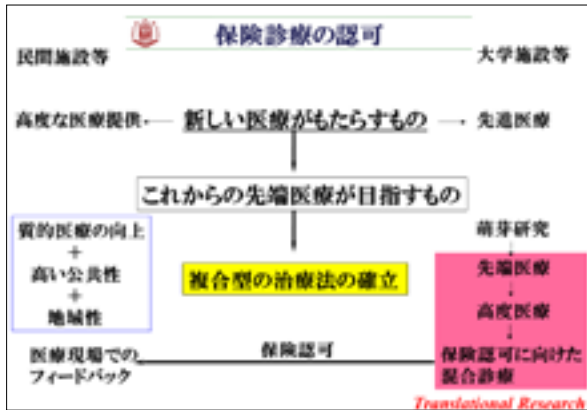 保険診療の認可
民間施設等
大学施設等
高度な医療提供
新しい医療がもたらすもの
先進医療
これからの先端医療が目指すもの
質的医療の向上
+
高い公共性
+
地域性
複合型の治療法の確立
萌芽研究
先端医療
高度医療
保険認可に向けた
混合診療
医療現場での
フィードバック
保険認可
Translational Research